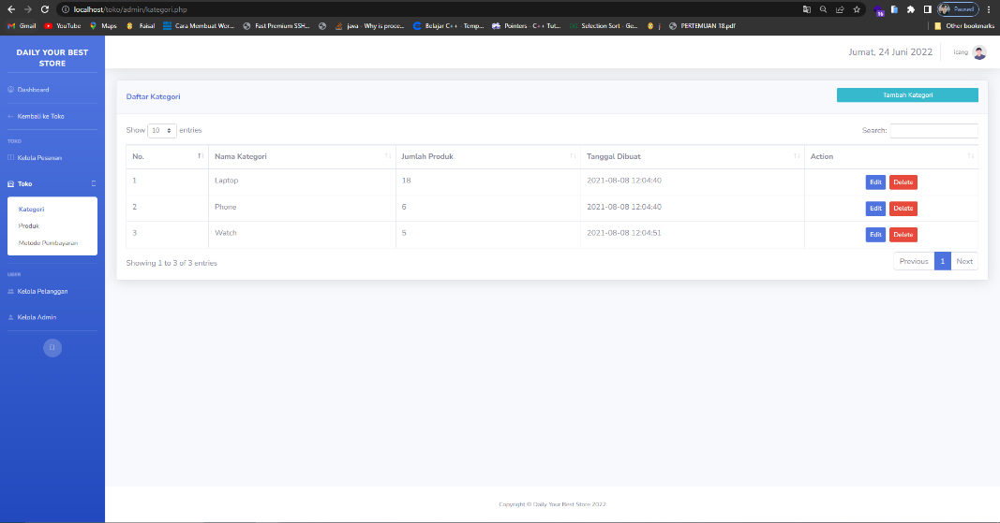 localhost/toko/admin/kategori.php
16
Paused
Gmail YouTube Maps Faisal Cara Membuat Wor... Fast Premium SSH... java - Why is proce... Belajar C++ - Temp... Pointers - C++ Tut... Selection Sort - Ge... j PERTEMUAN 18.pdf Other bookmarks
DAILY YOUR BEST
STORE
Dashboard
Kembali ke Toko
TOKO
Kelola Pesanan
Toko
Kategori
Produk
Metode Pembayaran
USER
Kelola Pelanggan
Kelola Admin
Jumat, 24 Juni 2022
icang
Daftar Kategori
Tambah Kategori
Show 10 entries
Search:
No. Nama Kategori Jumlah Produk Tanggal Dibuat Action
1 Laptop 18 2021-08-08 12:04:40 Edit Delete
2 Phone 6 2021-08-08 12:04:40 Edit Delete
3 Watch 5 2021-08-08 12:04:51 Edit Delete
Showing 1 to 3 of 3 entries
Previous 1 Next
Copyright © Daily Your Best Store 2022